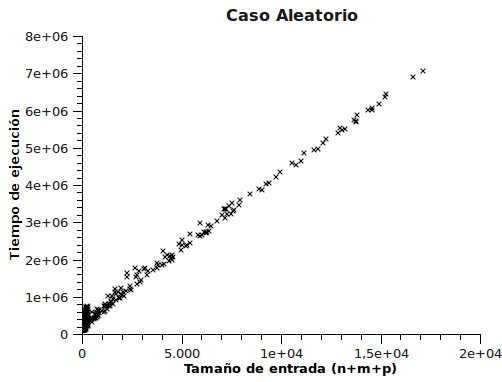 Caso Aleatorio
8e+06
7e+06
6e+06
5e+06
4e+06
3e+06
2e+06
1e+06
0
Tiempo de ejecución
0 5.000 1e+04 1,5e+04 2e+04
Tamaño de entrada (n+m+p)